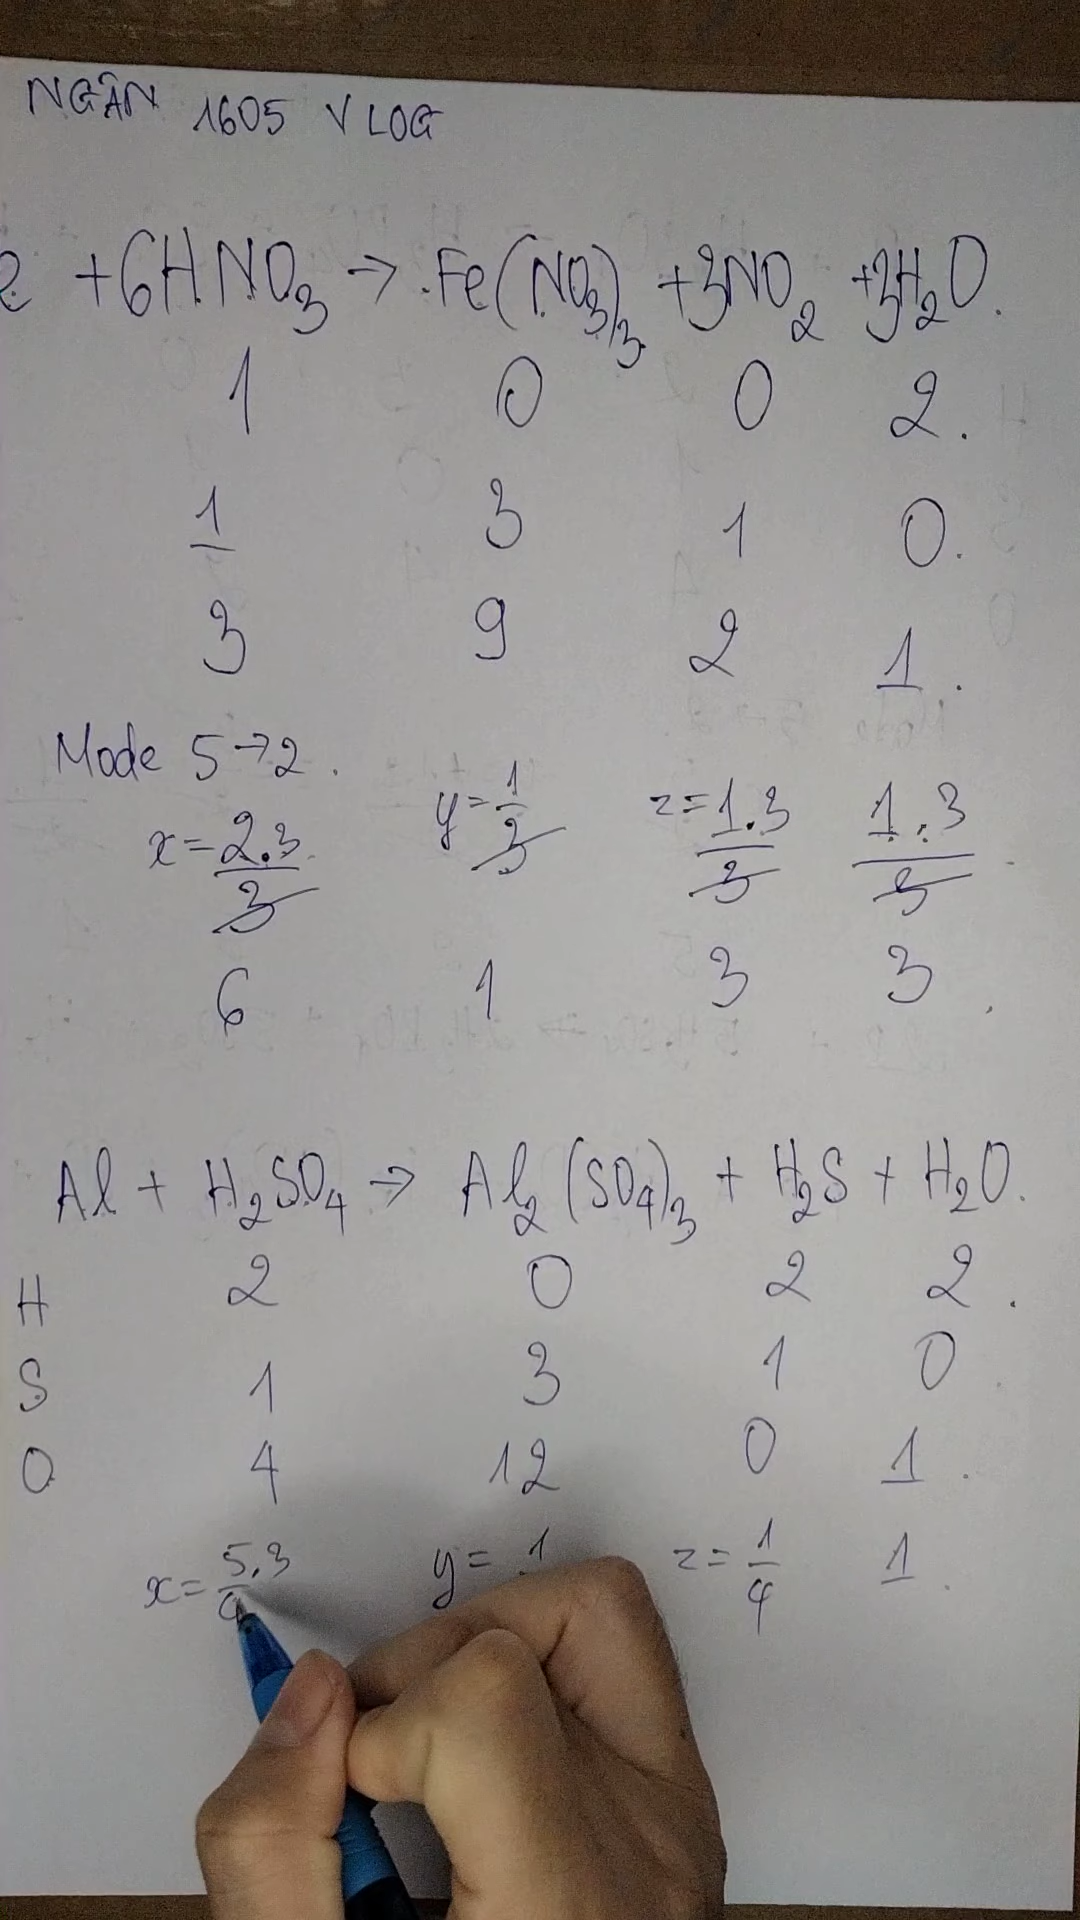 NGÂN 1605 VLOG
e + 6HNO3 → Fe(NO3)3 + 3NO2 + 3H2O.
1 0 0 2.
1 3 1 0.
3 9 2 1.
Mode 5→2.
x = 2.3/3 y = 1/3 z = 1.3/3 1.3/3
6 1 3 3
Al + H2SO4 → Al2(SO4)3 + H2S + H2O.
H 2 0 2 2.
S 1 3 1 0
O 4 12 0 1.
x = 5.3 y = 1 z = 1/4 1.